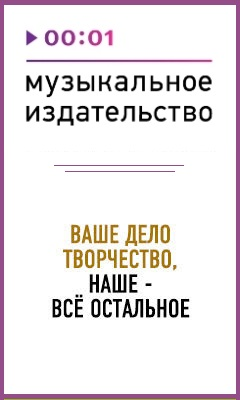 00:01
музыкальное
издательство
ВАШЕ ДЕЛО
ТВОРЧЕСТВО,
НАШЕ -
ВСЁ ОСТАЛЬНОЕ